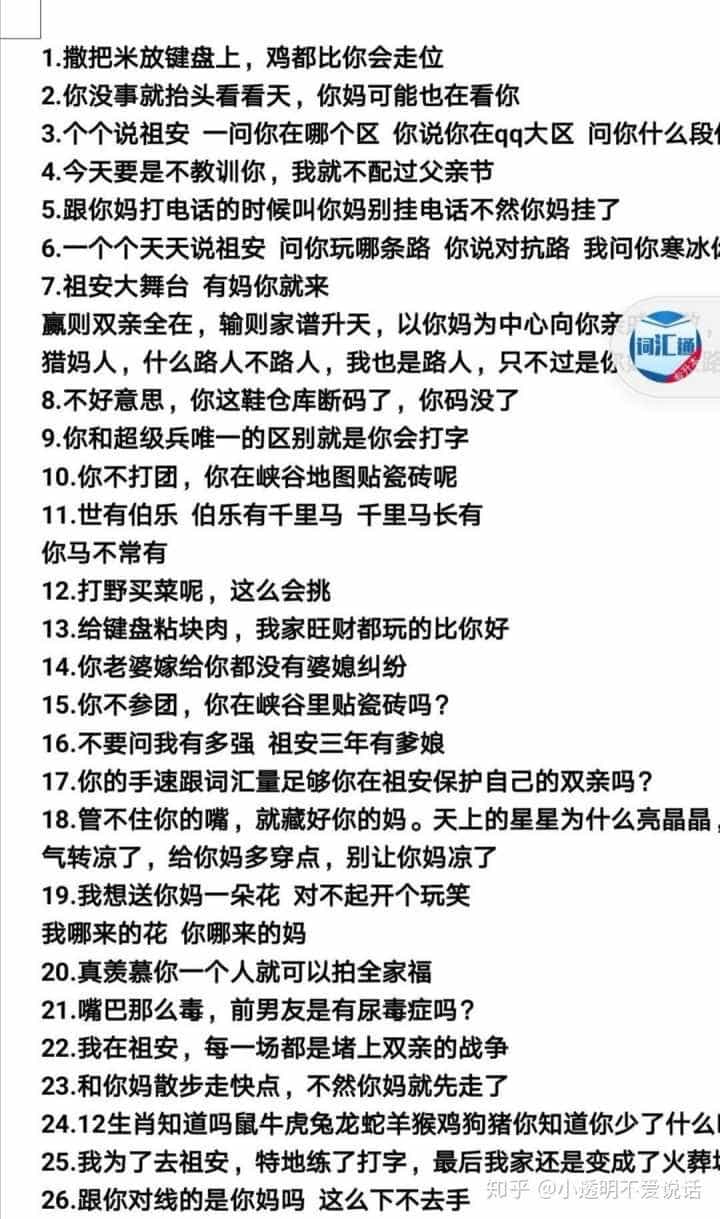 1.撒把米放键盘上，鸡都比你会走位
2.你没事就抬头看看天，你妈可能也在看你
3.个个说祖安 一问你在哪个区 你说你在qq大区 问你什么段
4.今天要是不教训你，我就不配过父亲节
5.跟你妈打电话的时候叫你妈别挂电话不然你妈挂了
6.一个个天天说祖安 问你玩哪条路 你说对抗路 我问你寒冰
7.祖安大舞台 有妈你就来
赢则双亲全在，输则家谱升天，以你妈为中心向你亲
词汇通
专升本
猎妈人，什么路人不路人，我也是路人，只不过是你 路
8.不好意思，你这鞋仓库断码了，你码没了
9.你和超级兵唯一的区别就是你会打字
10.你不打团，你在峡谷地图贴瓷砖呢
11.世有伯乐 伯乐有千里马 千里马长有
你马不常有
12.打野买菜呢，这么会挑
13.给键盘粘块肉，我家旺财都玩的比你好
14.你老婆嫁给你都没有婆媳纠纷
15.你不参团，你在峡谷里贴瓷砖吗？
16.不要问我有多强 祖安三年有爹娘
17.你的手速跟词汇量足够你在祖安保护自己的双亲吗？
18.管不住你的嘴，就藏好你的妈。天上的星星为什么亮晶晶，
气转凉了，给你妈多穿点，别让你妈凉了
19.我想送你妈一朵花 对不起开个玩笑
我哪来的花 你哪来的妈
20.真羡慕你一个人就可以拍全家福
21.嘴巴那么毒，前男友是有尿毒症吗？
22.我在祖安，每一场都是堵上双亲的战争
23.和你妈散步走快点，不然你妈就先走了
24.12生肖知道吗鼠牛虎兔龙蛇羊猴鸡狗猪你知道你少了什么
25.我为了去祖安，特地练了打字，最后我家还是变成了火葬
26.跟你对线的是你妈吗 这么下不去手
知乎 @小透明不爱说话